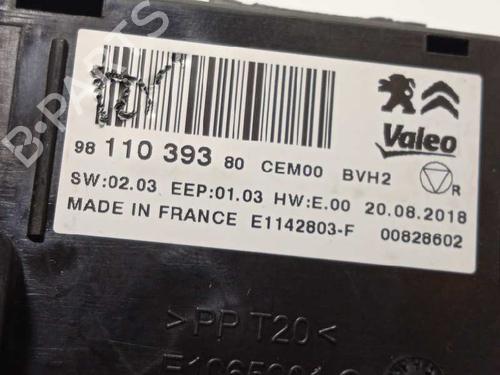 B-PARTS
Valeo
98 110 393 80 CEM00 BVH2
R
SW:02.03 EEP:01.03 HW:E.00 20.08.2018
MADE IN FRANCE E1142803-F 00828602
>PP T20<